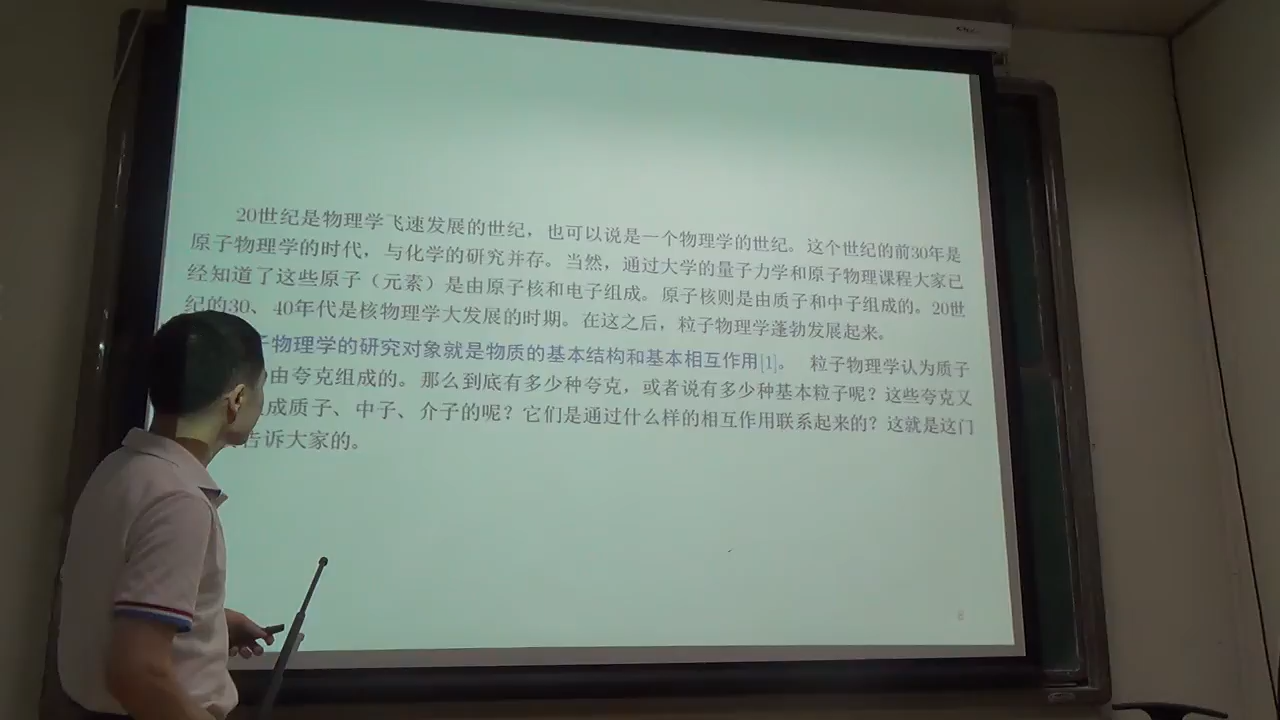 20世纪是物理学飞速发展的世纪，也可以说是一个物理学的世纪。这个世纪的前30年是
原子物理学的时代，与化学的研究并存。当然，通过大学的量子力学和原子物理课程大家已
经知道了这些原子（元素）是由原子核和电子组成。原子核则是由质子和中子组成的。20世
纪的30、40年代是核物理学大发展的时期。在这之后，粒子物理学蓬勃发展起来。
子物理学的研究对象就是物质的基本结构和基本相互作用[1]。 粒子物理学认为质子
由夸克组成的。那么到底有多少种夸克，或者说有多少种基本粒子呢？这些夸克又
成质子、中子、介子的呢？它们是通过什么样的相互作用联系起来的？这就是这门
告诉大家的。